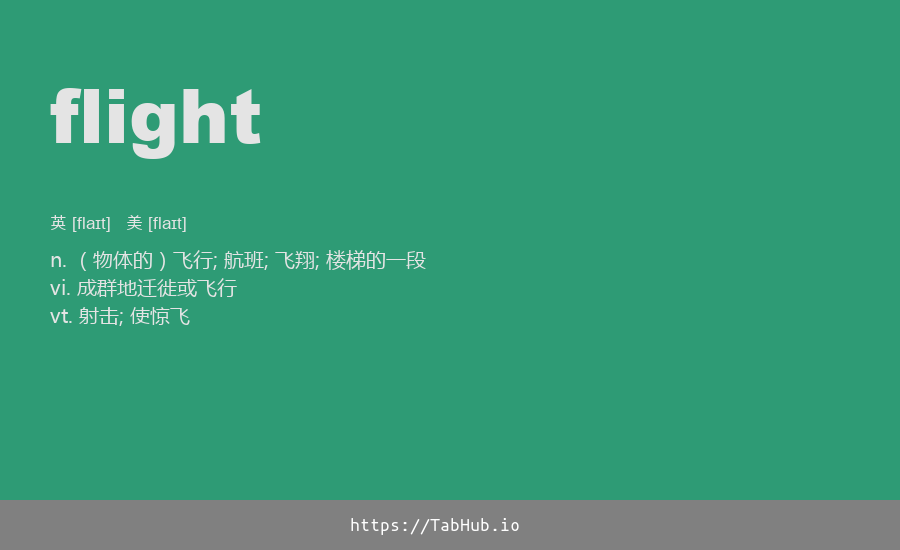 flight
英 [flaɪt]   美 [flaɪt]
n.（物体的）飞行; 航班; 飞翔; 楼梯的一段
vi. 成群地迁徙或飞行
vt. 射击; 使惊飞
https://TabHub.io